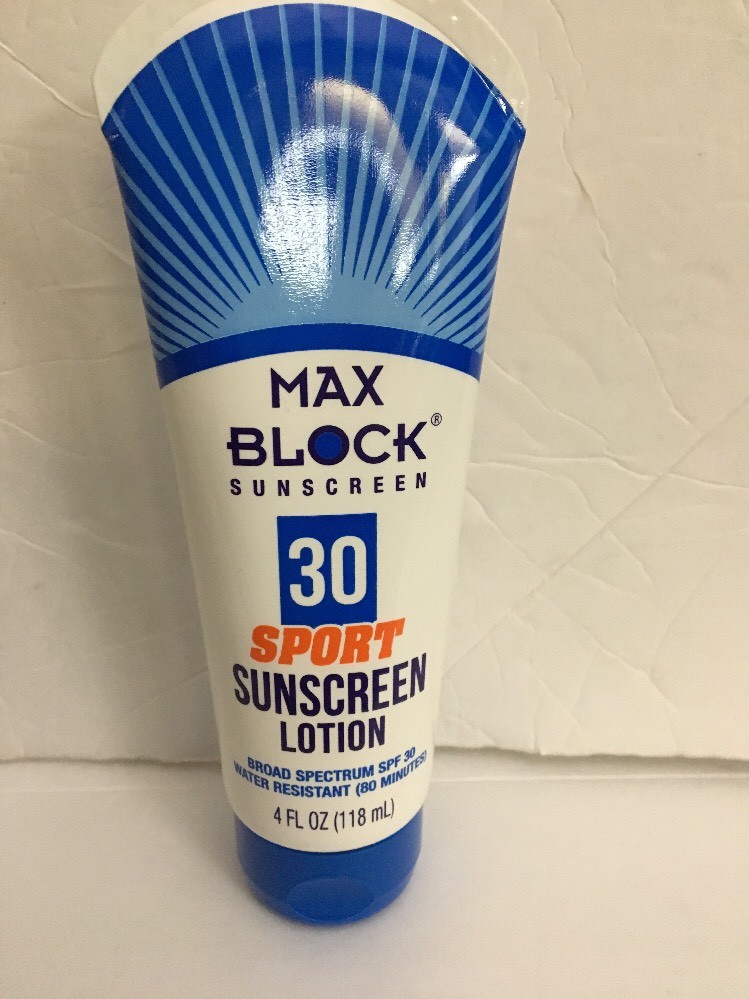 MAX
BLOCK®
SUNSCREEN
30
SPORT
SUNSCREEN
LOTION
BROAD SPECTRUM SPF 30
WATER RESISTANT (80 MINUTES)
4 FL OZ (118 mL)